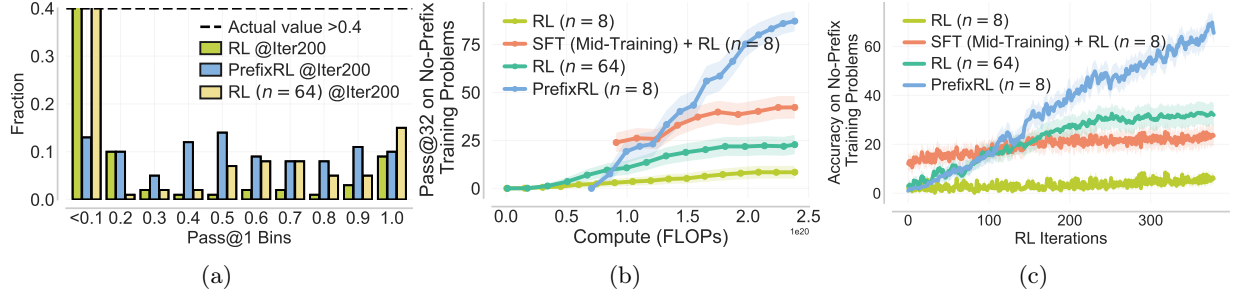 0.4
0.3
0.4
0.2
0.1
0.0
Fraction
Actual value >0.4
RL @Iter200
PrefixRL @Iter200
RL (n = 64) @Iter200
<0.1 0.2 0.3 0.4 0.5 0.6 0.7 0.8 0.9 1.0
Pass@1 Bins
(a)
Pass@32 on No-Prefix
Training Problems
75
50
25
0
RL (n = 8)
SFT (Mid-Training) + RL (n = 8)
RL (n = 64)
PrefixRL (n = 8)
0.0 0.5 1.0 1.5 2.0 2.5
1e20
Compute (FLOPs)
(b)
Accuracy on No-Prefix
Training Problems
60
40
20
0
RL (n = 8)
SFT (Mid-Training) + RL (n = 8)
RL (n = 64)
PrefixRL (n = 8)
0 100 200 300
RL Iterations
(c)